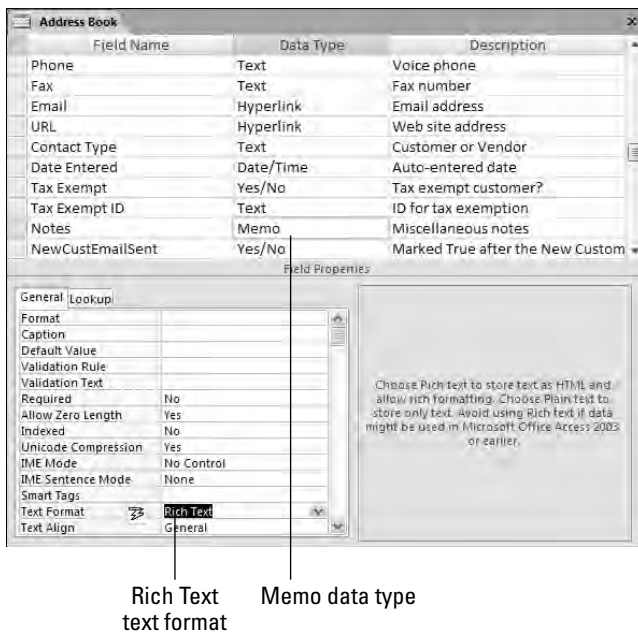 Address Book
Field Name Data Type Description
Phone Text Voice phone
Fax Text Fax number
Email Hyperlink Email address
URL Hyperlink Web site address
Contact Type Text Customer or Vendor
Date Entered Date/Time Auto-entered date
Tax Exempt Yes/No Tax exempt customer?
Tax Exempt ID Text ID for tax exemption
Notes Memo Miscellaneous notes
NewCustEmailSent Yes/No Marked True after the New Custom
Field Properties
General Lookup
Format
Caption
Default Value
Validation Rule
Validation Text
Required No
Allow Zero Length Yes
Indexed No
Unicode Compression Yes
IME Mode No Control
IME Sentence Mode None
Smart Tags
Text Format Rich Text
Text Align General
Choose Rich text to store text as HTML and
allow rich formatting. Choose Plain text to
store only text. Avoid using Rich text if data
might be used in Microsoft Office Access 2003
or earlier.
Rich Text
text format
Memo data type